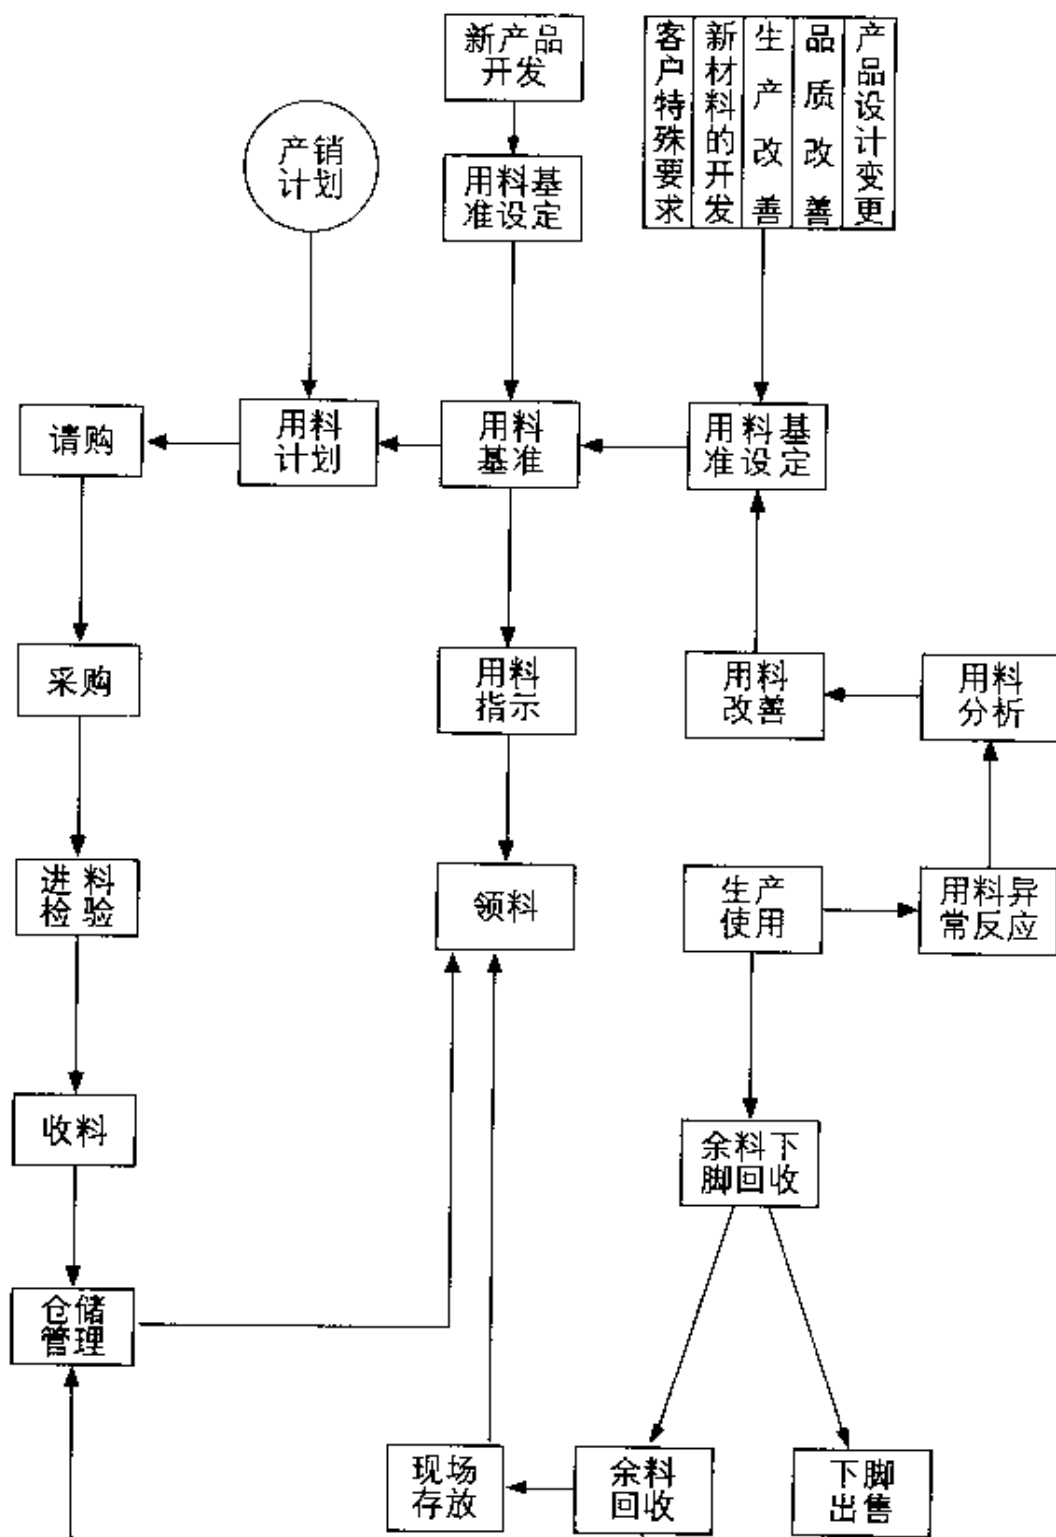 新产品
开发
客户特殊要求
新材料的开发
生产改善
品质改善
产品设计变更
产销
计划
用料基
准设定
请购
用料
计划
用料
基准
用料基
准设定
采购
用料
指示
用料
改善
用料
分析
进料
检验
领料
生产
使用
用料异
常反应
收料
余料下
脚回收
仓储
管理
现场
存放
余料
回收
下脚
出售